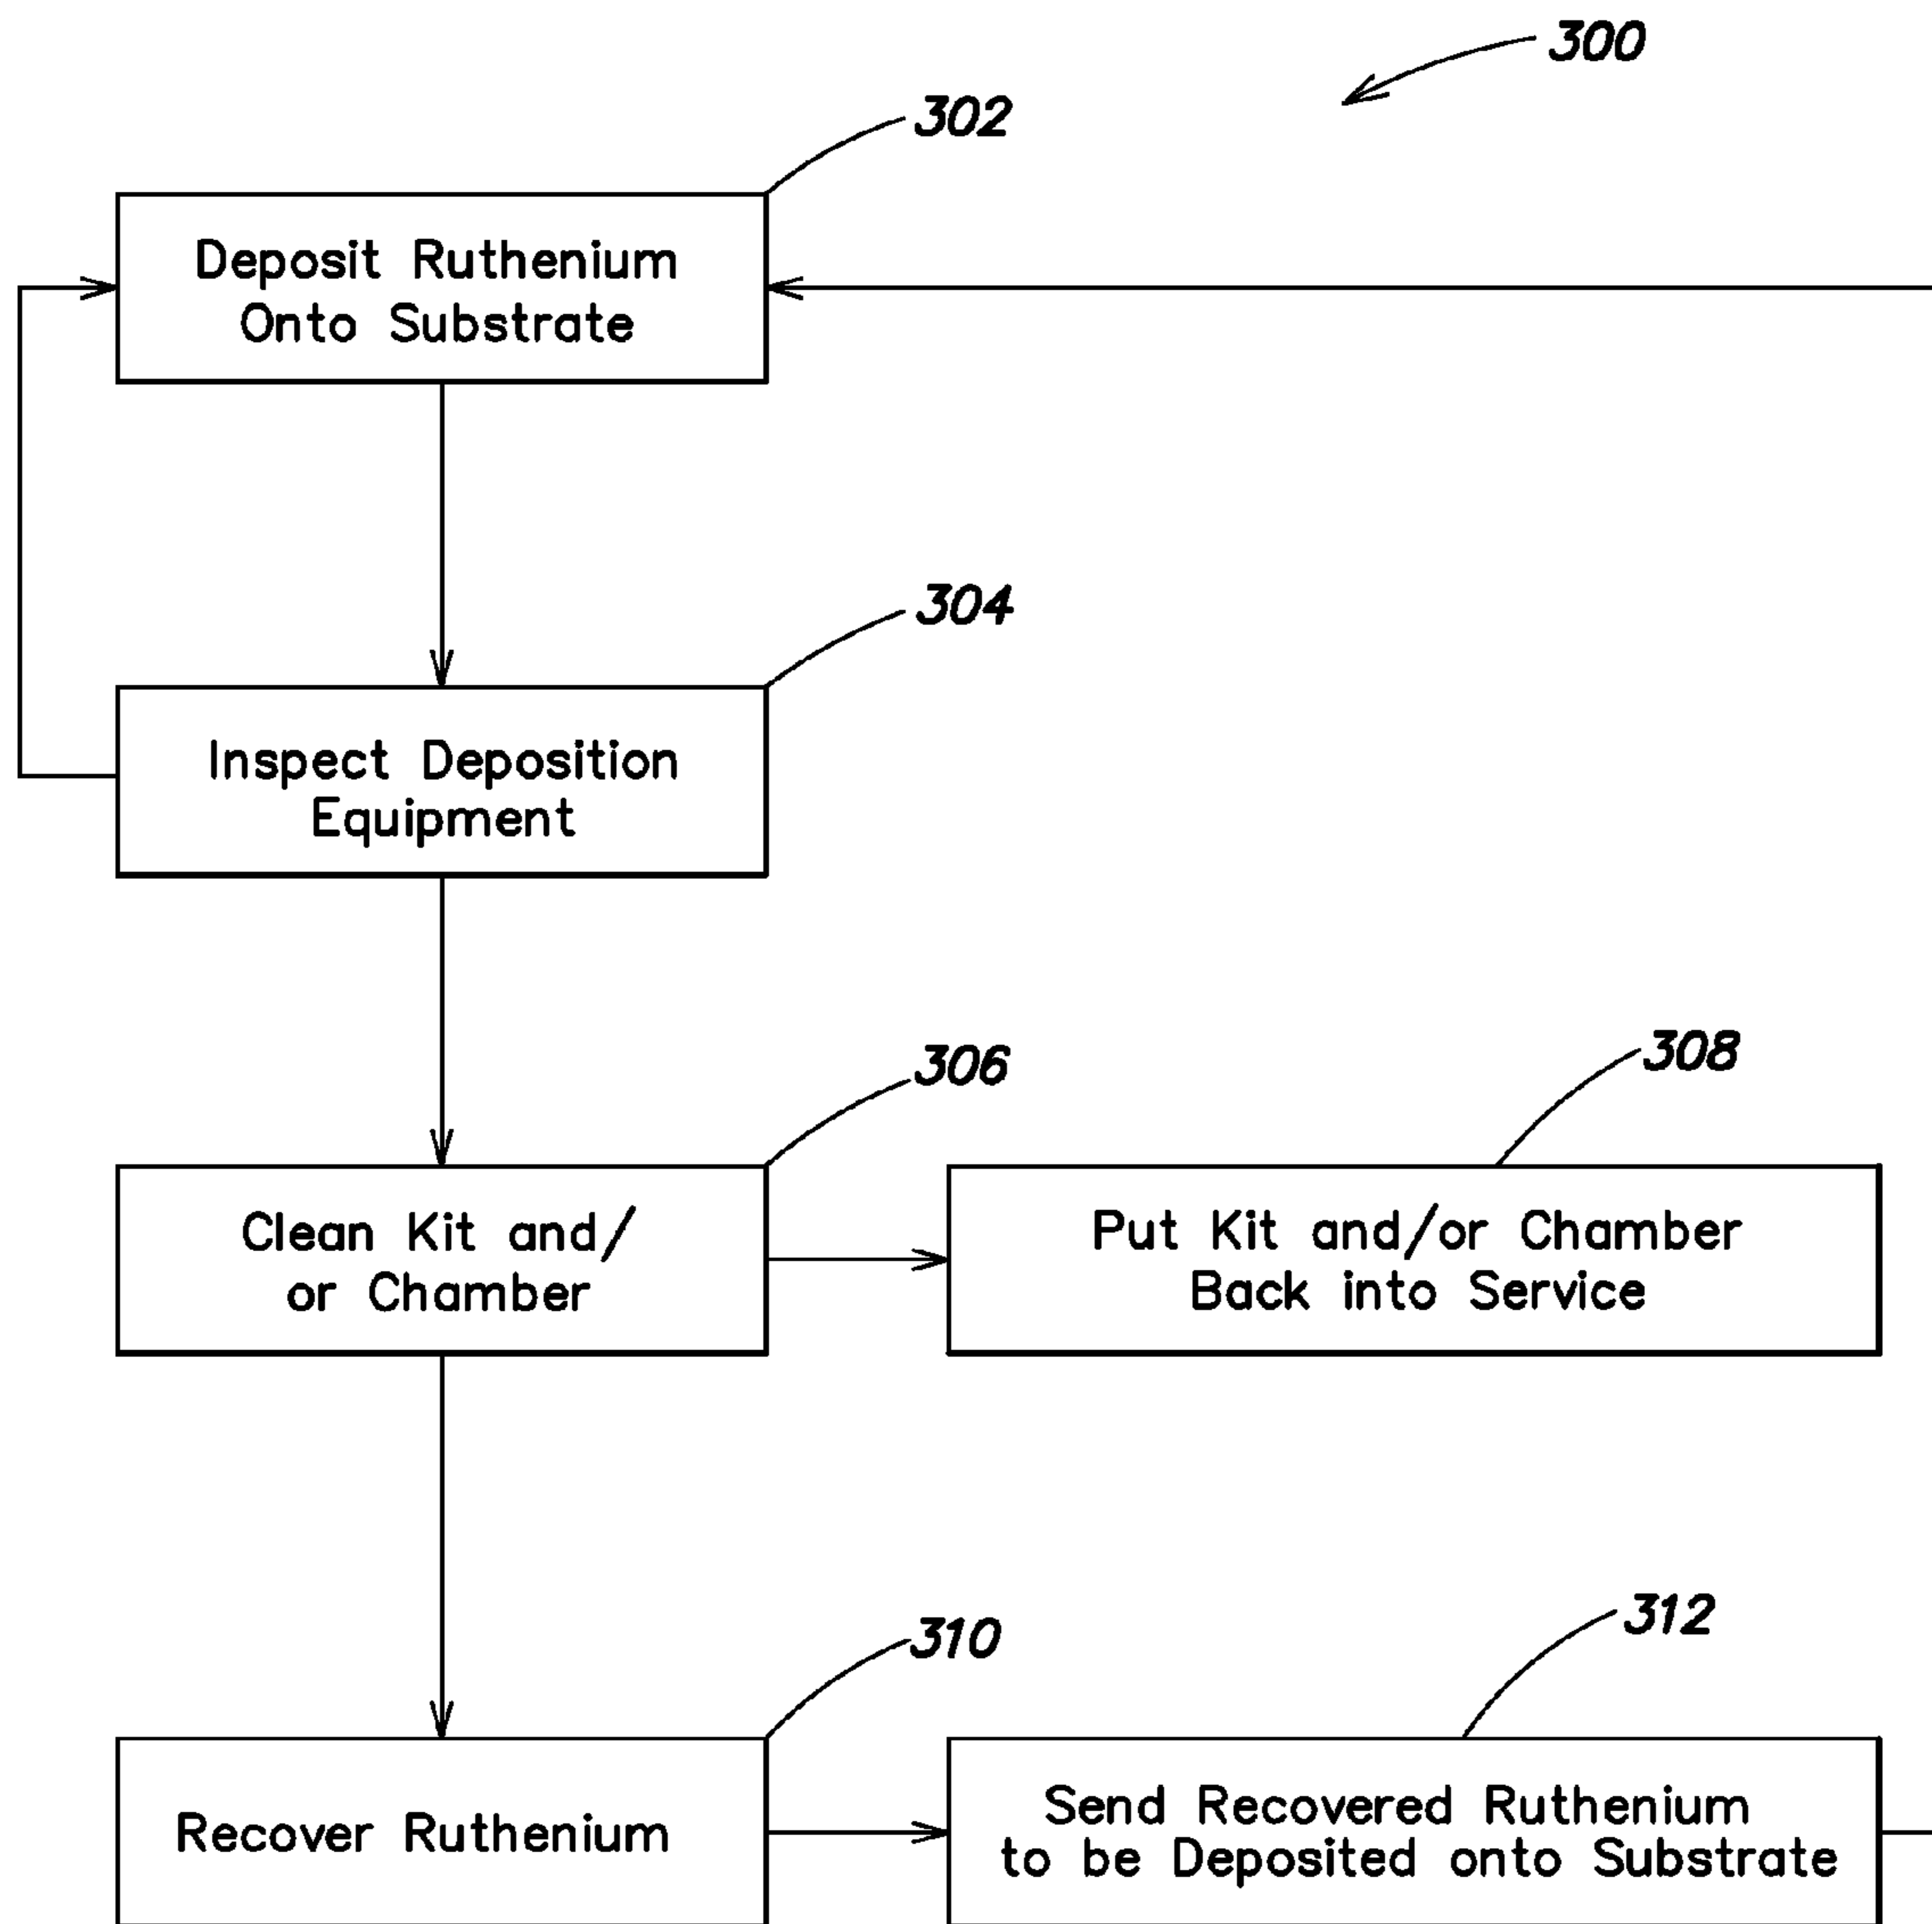 300
302
Deposit Ruthenium
Onto Substrate
304
Inspect Deposition
Equipment
306
Clean Kit and/
or Chamber
308
Put Kit and/or Chamber
Back into Service
310
Recover Ruthenium
312
Send Recovered Ruthenium
to be Deposited onto Substrate